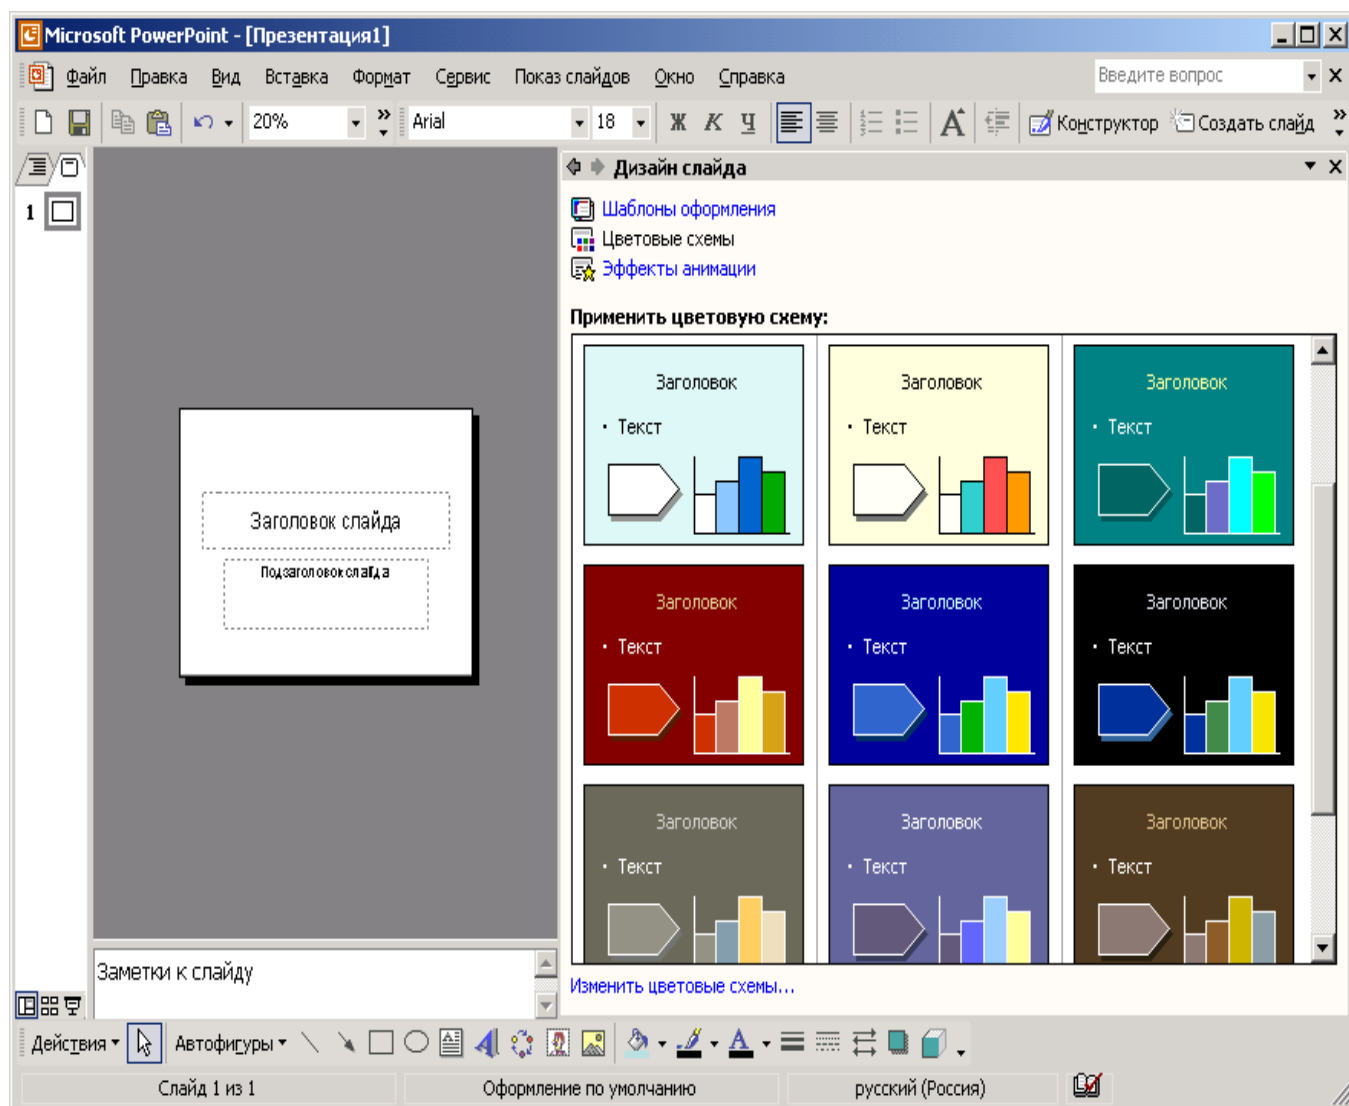 Microsoft PowerPoint - [Презентация1]
Файл Правка Вид Вставка Формат Сервис Показ слайдов Окно Справка Введите вопрос
20% Arial 18 Ж К Ч Конструктор Создать слайд
Дизайн слайда
1
Шаблоны оформления
Цветовые схемы
Эффекты анимации
Применить цветовую схему:
Заголовок Заголовок Заголовок
• Текст • Текст • Текст
Заголовок слайда
Подзаголовок слайда
Заголовок Заголовок Заголовок
• Текст • Текст • Текст
Заголовок Заголовок Заголовок
• Текст • Текст • Текст
Заметки к слайду
Изменить цветовые схемы...
Действия Автофигуры
Слайд 1 из 1 Оформление по умолчанию русский (Россия)